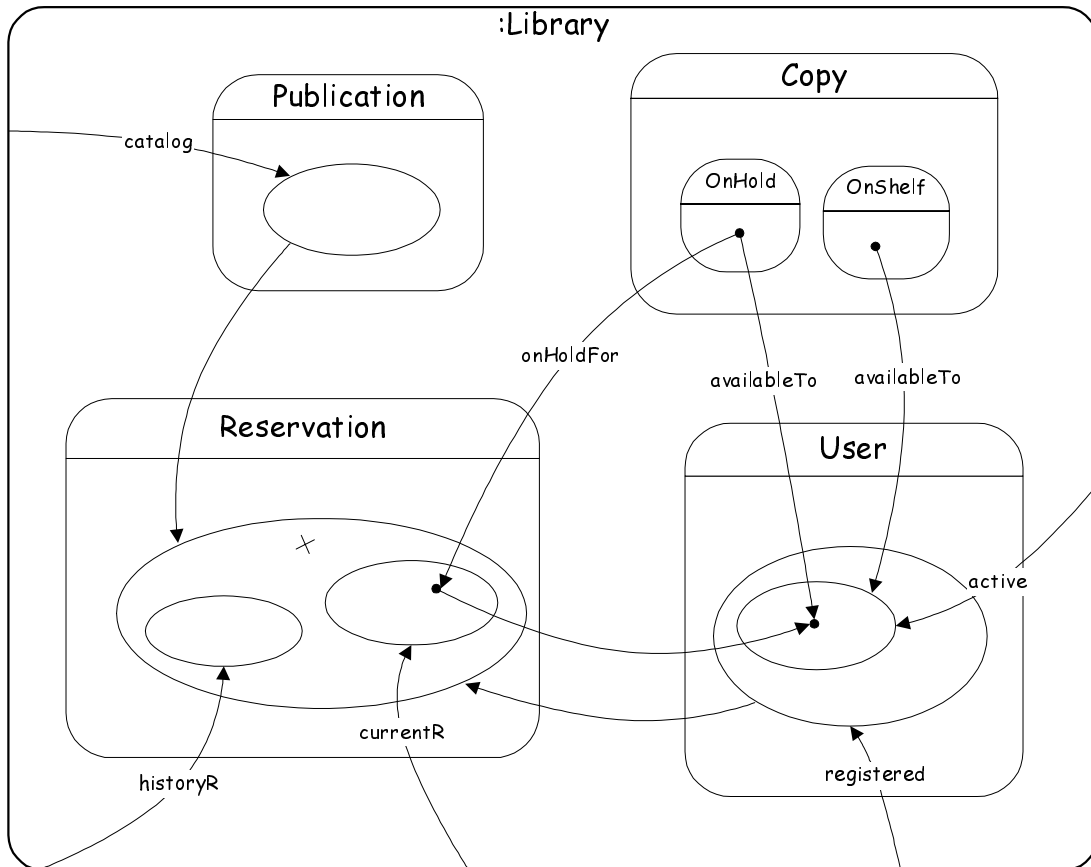 :Library
Publication
Copy
catalog
OnHold
OnShelf
onHoldFor
availableTo
availableTo
Reservation
User
active
currentR
historyR
registered